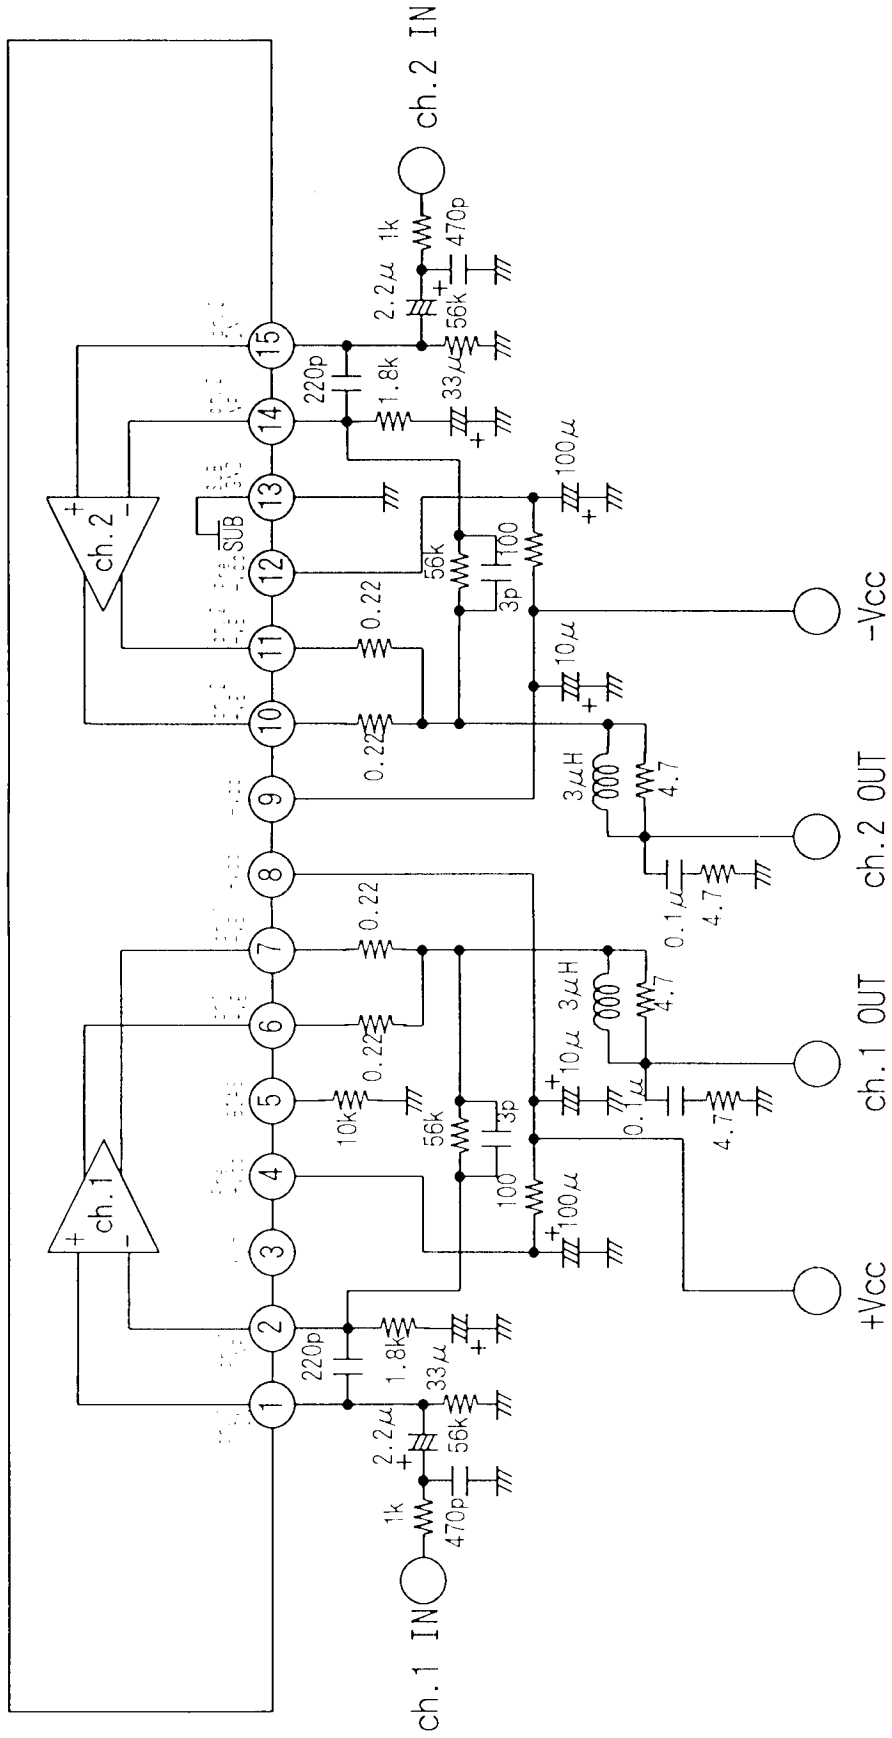 ch.1
+
-
ch.2
+
-
SUB
1
2
3
4
5
6
7
8
9
10
11
12
13
14
15
220p
1.8k
33μ
2.2μ
+
56k
1k
470p
ch.1 IN
+
10k
0.22
0.22
56k
3p
100
+
100μ
+
10μ
3μH
4.7
0.1μ
4.7
+Vcc
ch.1 OUT
0.22
0.22
56k
3p
100
10μ
+
100μ
+
3μH
4.7
0.1μ
4.7
ch.2 OUT
-Vcc
220p
1.8k
33μ
+
2.2μ
+
56k
1k
470p
ch.2 IN